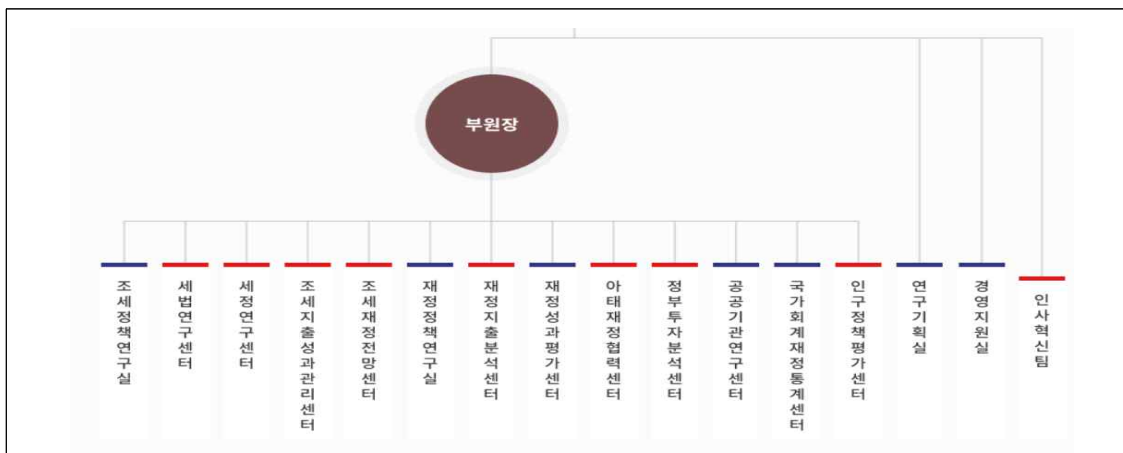 부원장
조세정책연구실
세법연구센터
세정연구센터
조세지출성과관리센터
조세재정전망센터
재정정책연구실
재정지출분석센터
재정성과평가센터
아태재정협력센터
정부투자분석센터
공공기관연구센터
국가회계재정통계센터
인구정책평가센터
연구기획실
경영지원실
인사혁신팀